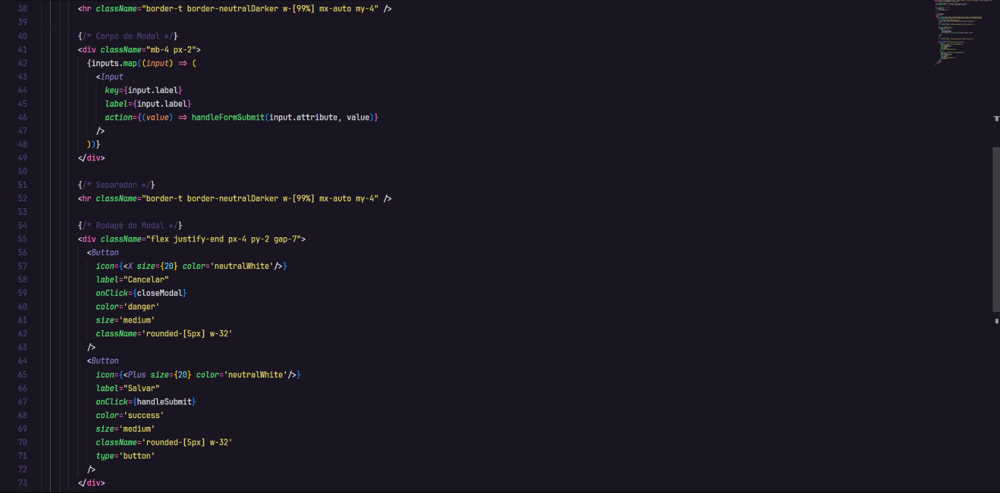 38 <hr className="border-t border-neutralDarker w-[99%] mx-auto my-4" />
39
40 {/* Corpo do Modal */}
41 <div className="mb-4 px-2">
42 {inputs.map((input) => (
43 <Input
44 key={input.label}
45 label={input.label}
46 action={(value) => handleFormSubmit(input.attribute, value)}
47 />
48 ))}
49 </div>
50
51 {/* Separador */}
52 <hr className="border-t border-neutralDarker w-[99%] mx-auto my-4" />
53
54 {/* Rodapé do Modal */}
55 <div className="flex justify-end px-4 py-2 gap-7">
56 <Button
57 icon={<X size={20} color='neutralWhite'/>}
58 label="Cancelar"
59 onClick={closeModal}
60 color='danger'
61 size='medium'
62 className='rounded-[5px] w-32'
63 />
64 <Button
65 icon={<Plus size={20} color='neutralWhite'/>}
66 label="Salvar"
67 onClick={handleSubmit}
68 color='success'
69 size='medium'
70 className='rounded-[5px] w-32'
71 type='button'
72 />
73 </div>